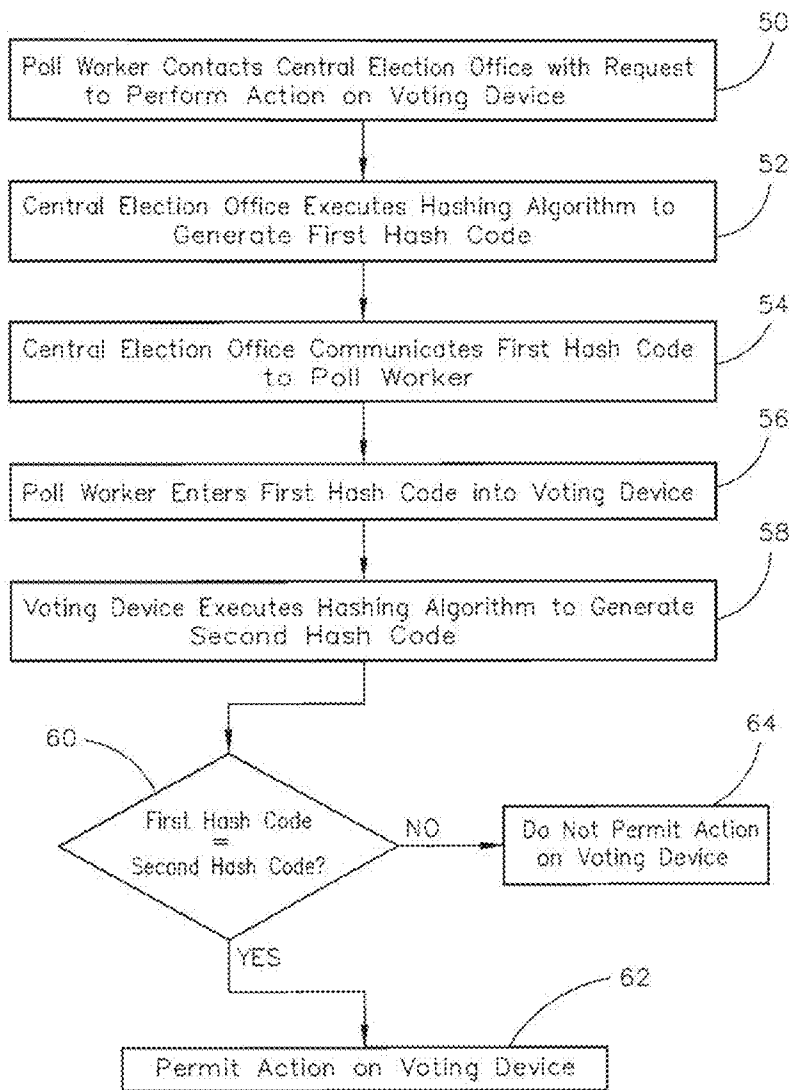 50
Poll Worker Contacts Central Election Office with Request
to Perform Action on Voting Device
52
Central Election Office Executes Hashing Algorithm to
Generate First Hash Code
54
Central Election Office Communicates First Hash Code
to Poll Worker
56
Poll Worker Enters First Hash Code into Voting Device
58
Voting Device Executes Hashing Algorithm to Generate
Second Hash Code
60
First Hash Code
=
Second Hash Code?
NO
64
Do Not Permit Action
on Voting Device
YES
62
Permit Action on Voting Device